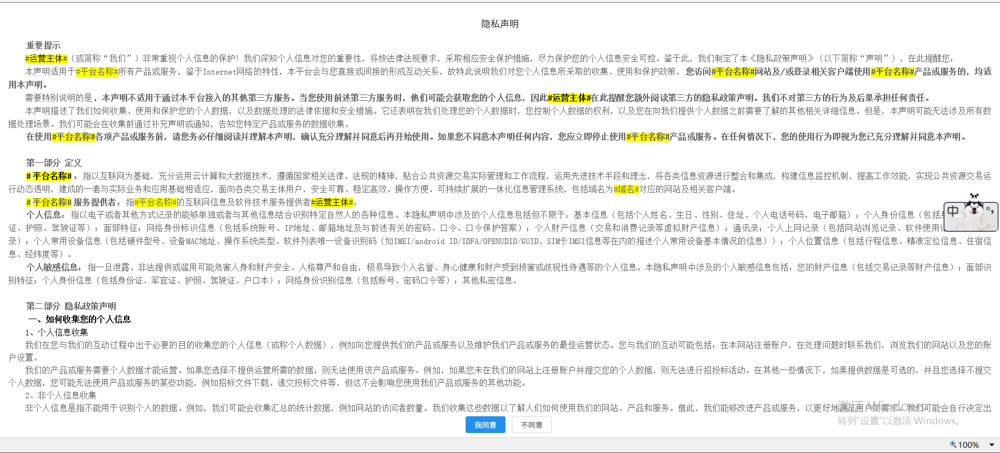 隐私声明
重要提示
#运营主体#（或简称“我们”）非常重视个人信息的保护！我们深知个人信息对您的重要性，将按法律法规要求，采取相应安全保护措施，尽力保护您的个人信息安全可控。鉴于此，我们制定了本《隐私政策声明》（以下简称“声明”），在此提醒您：
本声明适用于#平台名称#所有产品或服务，鉴于Internet网络的特性，本平台会与您直接或间接的形成互动关系，故特此说明我们对您个人信息所采取的收集、使用和保护政策，您访问#平台名称#网站及/或登录相关客户端使用#平台名称#产品或服务的，均适
用本声明。
需要特别说明的是，本声明不适用于通过本平台接入的其他第三方服务。当您使用前述第三方服务时，他们可能会获取您的个人信息，因此#运营主体#在此提醒您额外阅读第三方的隐私政策声明。我们不对第三方的行为及后果承担任何责任。
本声明描述了我们如何收集、使用和保护您的个人数据，以及数据处理的法律依据和安全措施。它还表明在我们处理您的个人数据时，您控制个人数据的权利，以及您在向我们提供个人数据之前需要了解的其他相关详细信息。但是，本声明可能无法涉及所有数
据处理场景。我们可能会在收集前通过补充声明或通知，告知您特定产品或服务的数据收集。
在使用#平台名称#各项产品或服务前，请您务必仔细阅读并理解本声明，确认充分理解并同意后再开始使用。如果您不同意本声明任何内容，您应立即停止使用#平台名称#产品或服务。在任何情况下，您的使用行为即视为您已充分理解并同意本声明。
第一部分 定义
# 平台名称# ：指以互联网为基础，充分运用云计算和大数据技术，遵循国家相关法律、法规的精神，贴合公共资源交易实际管理和工作流程，运用先进技术手段和理念，将各类信息资源进行整合和集成，构建信息监控机制，提高工作效能，实现公共资源交易运
行动态透明，建成的一套与实际业务和应用基础相适应，面向各类交易主体用户，安全可靠、稳定高效、操作方便、可持续扩展的一体化信息管理系统，包括域名为#域名#对应的网站及相关客户端。
# 平台名称# 服务提供者：指#平台名称#的互联网信息及软件技术服务提供者#运营主体#。
个人信息：指以电子或者其他方式记录的能够单独或者与其他信息结合识别特定自然人的各种信息。本隐私声明中涉及的个人信息包括但不限于：基本信息（包括个人姓名、生日、性别、住址、个人电话号码、电子邮箱）；个人身份信息（包括
证、护照、驾驶证等）；面部特征；网络身份标识信息（包括系统账号、IP地址、邮箱地址及与前述有关的密码、口令、口令保护答案）；个人财产信息（交易和消费记录等虚拟财产信息）；通讯录；个人上网记录（包括网站浏览记录、软件使用
录）；个人常用设备信息（包括硬件型号、设备MAC地址、操作系统类型、软件列表唯一设备识别码（如IMEI/android ID/IDFA/OPENUDID/GUID、SIM卡IMSI信息等在内的描述个人常用设备基本情况的信息））；个人位置信息（包括行程信息、精准定位信息、住宿信
息、经纬度等）。
个人敏感信息：指一旦泄露、非法提供或滥用可能危害人身和财产安全、人格尊严和自由，极易导致个人名誉、身心健康和财产受到损害或歧视性待遇等的个人信息。本隐私声明中涉及的个人敏感信息包括：您的财产信息（包括交易记录等财产信息）；面部识
别特征；个人身份信息（包括身份证、军官证、护照、驾驶证、户口本）；网络身份识别信息（包括账号、密码口令等）；其他私密信息。
第二部分 隐私政策声明
一、如何收集您的个人信息
1、个人信息收集
我们在您与我们的互动过程中出于必要的目的收集您的个人信息（或称个人数据），例如向您提供我们的产品或服务以及维护我们产品或服务的最佳运营状态。您与我们的互动可能包括：在本网站注册账户，在处理问题时联系我们，浏览我们的网站以及您的账
户设置。
我们的产品或服务需要个人数据才能运营。如果您选择不提供运营所需的数据，则无法使用该产品或服务。例如，如果您未在我们的网站上注册账户并提交您的个人数据，则无法进行招投标活动。在其他一些情况下，如果提供数据是可选的，并且您选择不提交
个人数据，您可能无法使用产品或服务的某些功能，例如招标文件下载、递交投标文件等，但这不会影响您使用我们产品或服务的其他功能。
2、非个人信息收集
非个人信息是指不能用于识别个人的数据。例如，我们可能会收集汇总的统计数据，例如网站的访问者数量。我们收集这些数据以了解人们如何使用我们的网站、产品和服务。借此，我们能够改进产品或服务，以更好地满足用户的需求。我们可能会自行决定出
我同意
不同意
激活 Windows
转到“设置”以激活 Windows。
中
100%